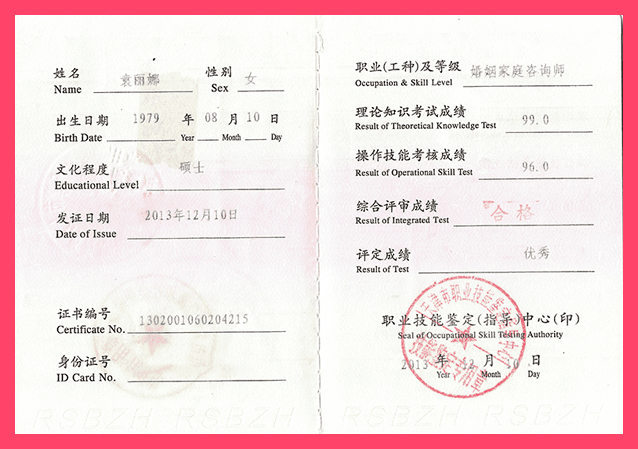 姓名 袁丽娜 性别 女
Name Sex
出生日期 1979 年 08 月 10 日
Birth Date Year Month Day
文化程度 硕士
Educational Level
发证日期 2013年12月10日
Date of Issue
证书编号 1302001060204215
Certificate No.
身份证号
ID Card No.
RSBZH RSBZH
职业(工种)及等级 婚姻家庭咨询师
Occupation & Skill Level
理论知识考试成绩 99.0
Result of Theoretical Knowledge Test
操作技能考核成绩 96.0
Result of Operational Skill Test
综合评审成绩 合格
Result of Integrated Test
评定成绩 优秀
Result of Test
职业技能鉴定(指导)中心(印)
Seal of Occupational Skill Testing Authority
2013 年 12 月 10 日
Year Month Day
RSBZH RSBZH